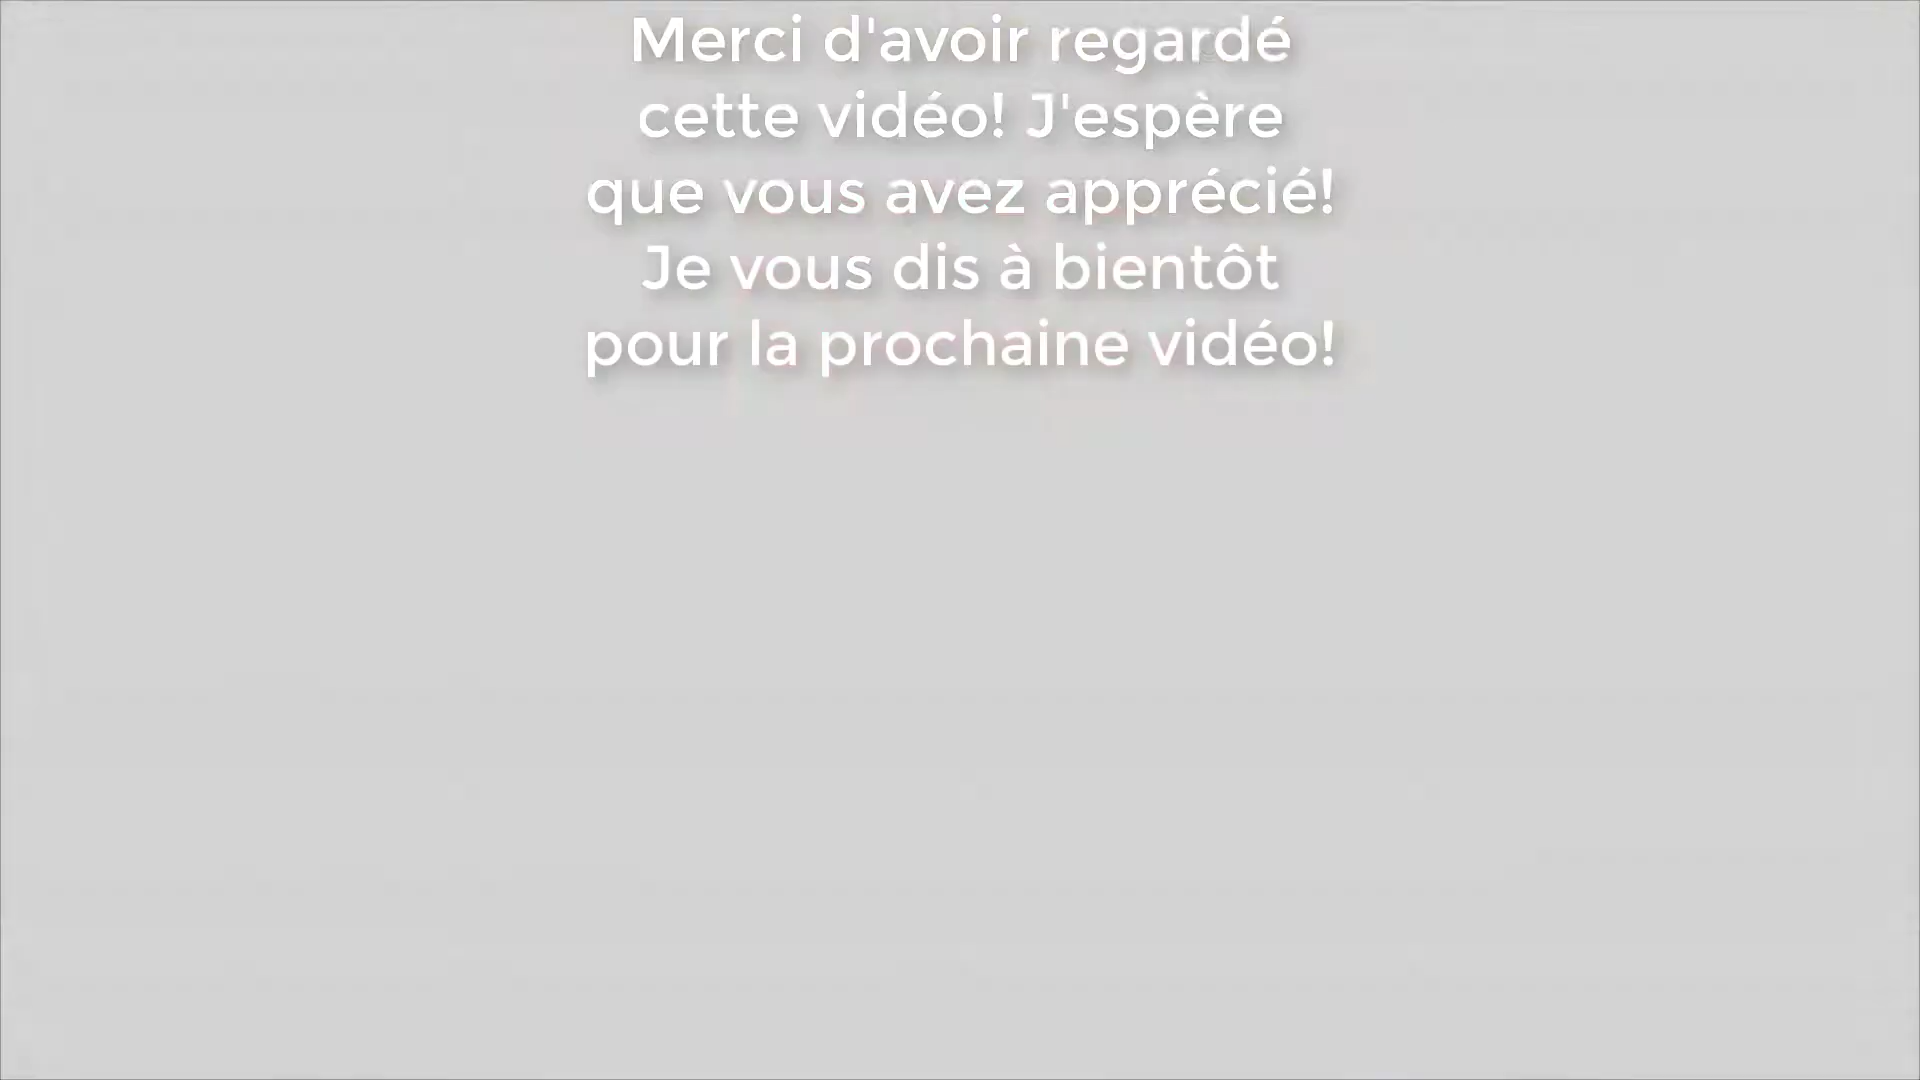 Merci d'avoir regardé
cette vidéo! J'espère
que vous avez apprécié!
Je vous dis à bientôt
pour la prochaine vidéo!